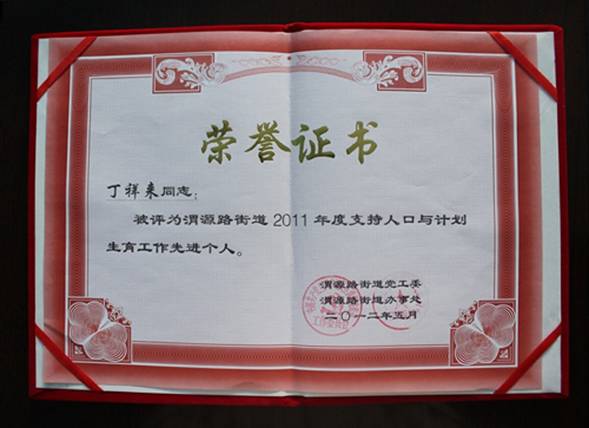 荣誉证书
丁祥来同志：
被评为渭源路街道2011年度支持人口与计划
生育工作先进个人。
渭源路街道党工委
渭源路街道办事处
二〇一二年五月